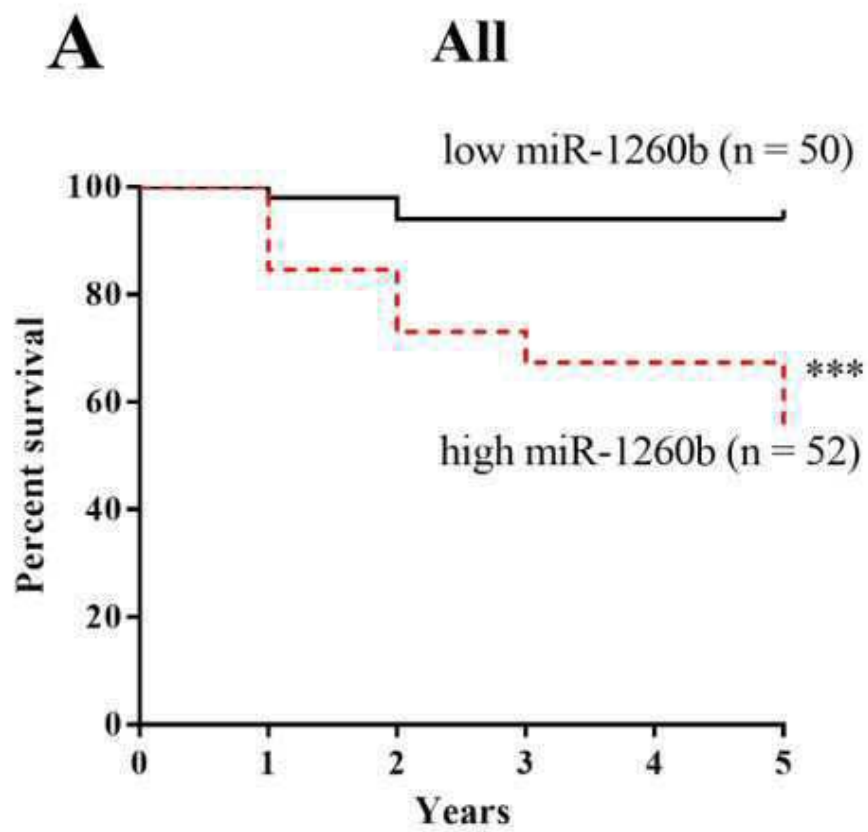 A
All
low miR-1260b (n = 50)
100
80
60
40
20
0
Percent survival
***
high miR-1260b (n = 52)
0 1 2 3 4 5
Years